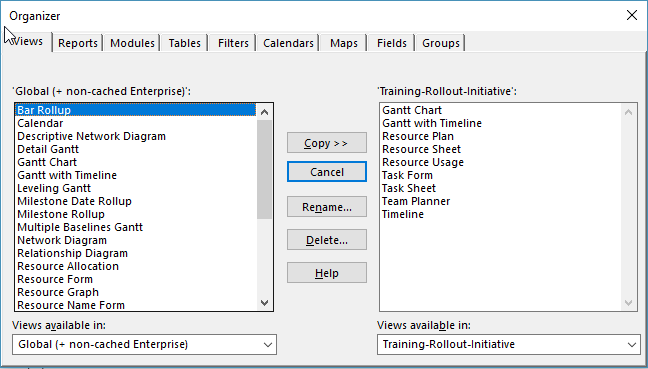 Organizer
Views Reports Modules Tables Filters Calendars Maps Fields Groups
'Global (+ non-cached Enterprise)':
Bar Rollup
Calendar
Descriptive Network Diagram
Detail Gantt
Gantt Chart
Gantt with Timeline
Leveling Gantt
Milestone Date Rollup
Milestone Rollup
Multiple Baselines Gantt
Network Diagram
Relationship Diagram
Resource Allocation
Resource Form
Resource Graph
Resource Name Form
Views available in:
Global (+ non-cached Enterprise)
Copy >>
Cancel
Rename...
Delete...
Help
'Training-Rollout-Initiative':
Gantt Chart
Gantt with Timeline
Resource Plan
Resource Sheet
Resource Usage
Task Form
Task Sheet
Team Planner
Timeline
Views available in:
Training-Rollout-Initiative